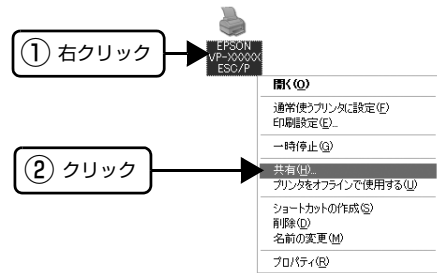 ① 右クリック
EPSON
VP-XXXXX
ESC/P
開く(O)
通常使うプリンタに設定(F)
印刷設定(E)...
一時停止(G)
② クリック
共有(H)...
プリンタをオフラインで使用する(U)
ショートカットの作成(S)
削除(D)
名前の変更(M)
プロパティ(R)